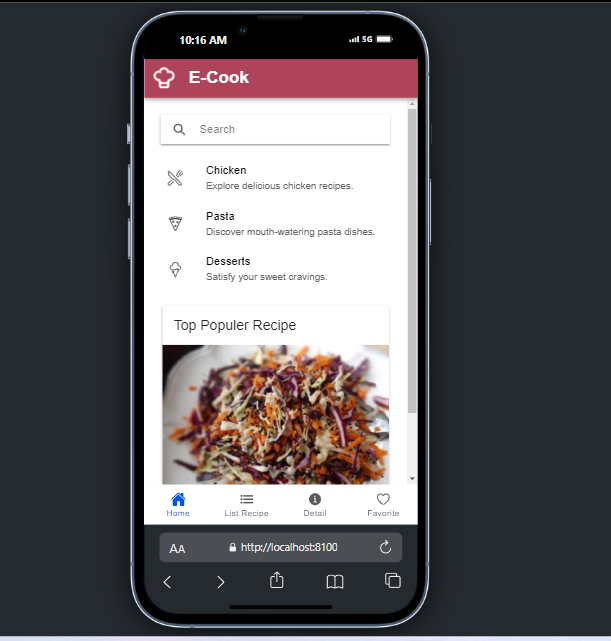 10:16 AM
5G
E-Cook
Search
Chicken
Explore delicious chicken recipes.
Pasta
Discover mouth-watering pasta dishes.
Desserts
Satisfy your sweet cravings.
Top Populer Recipe
Home
List Recipe
Detail
Favorite
AA
http://localhost:8100